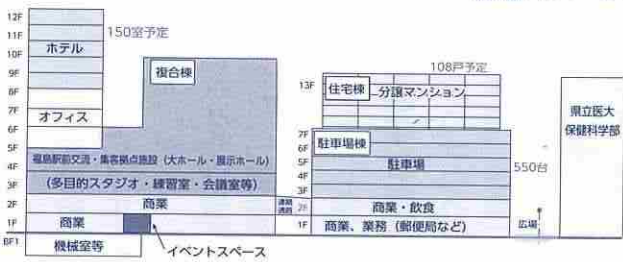 12F
11F
10F
9F
8F
7F
6F
5F
4F
3F
2F
1F
BF1
ホテル
150室予定
オフィス
複合棟
福島駅前交流・集客拠点施設（大ホール・展示ホール）
（多目的スタジオ・練習室・会議室等）
商業
商業
機械室等
イベントスペース
108戸予定
13F
住宅棟
分譲マンション
7F
6F
5F
4F
3F
2F
1F
駐車場棟
駐車場
550台
商業・飲食
商業、業務（郵便局など）
広場
県立医大
保健科学部